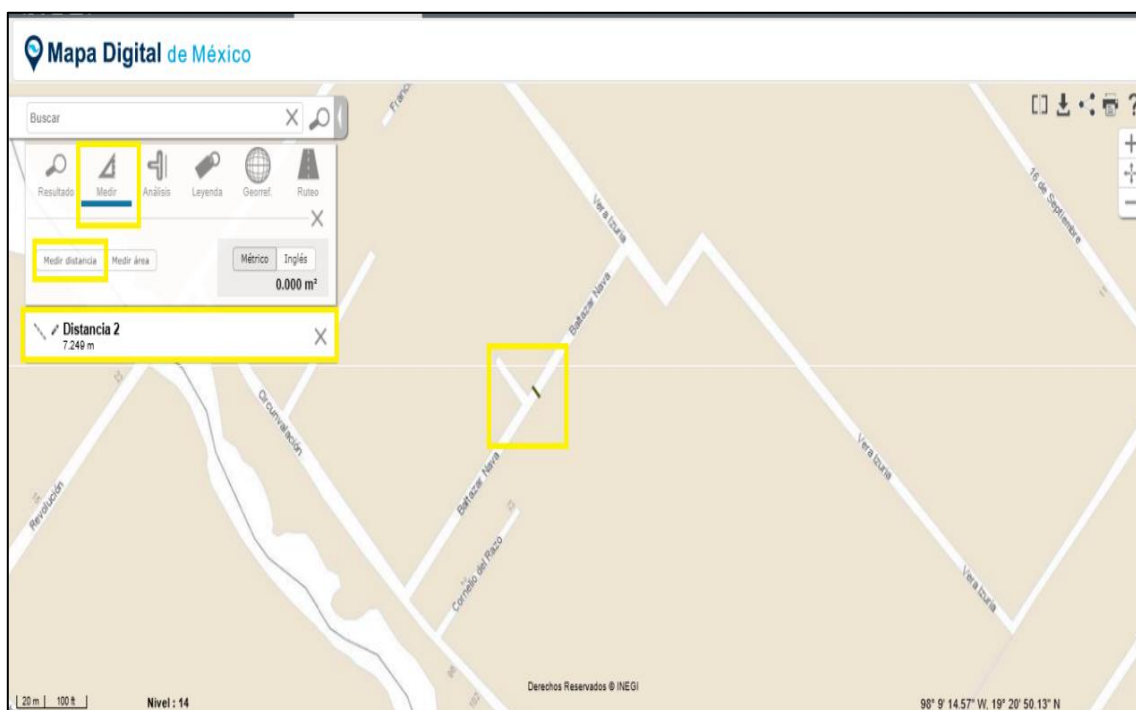 Mapa Digital de México
Buscar
Resultado Medir Análisis Leyenda Georref. Ruteo
Medir distancia Medir área Métrico Inglés
0.000 m²
Distancia 2
7.249 m
Vera Izuria
16 de Septiembre
Baltazar Nava
Circunvalación
Vera Izuria
Revolución
Baltazar Nava
Cornelio del Razo
Vera Izuria
20 m 100 ft Nivel : 14
Derechos Reservados © INEGI
98° 9' 14.57" W, 19° 20' 50.13" N